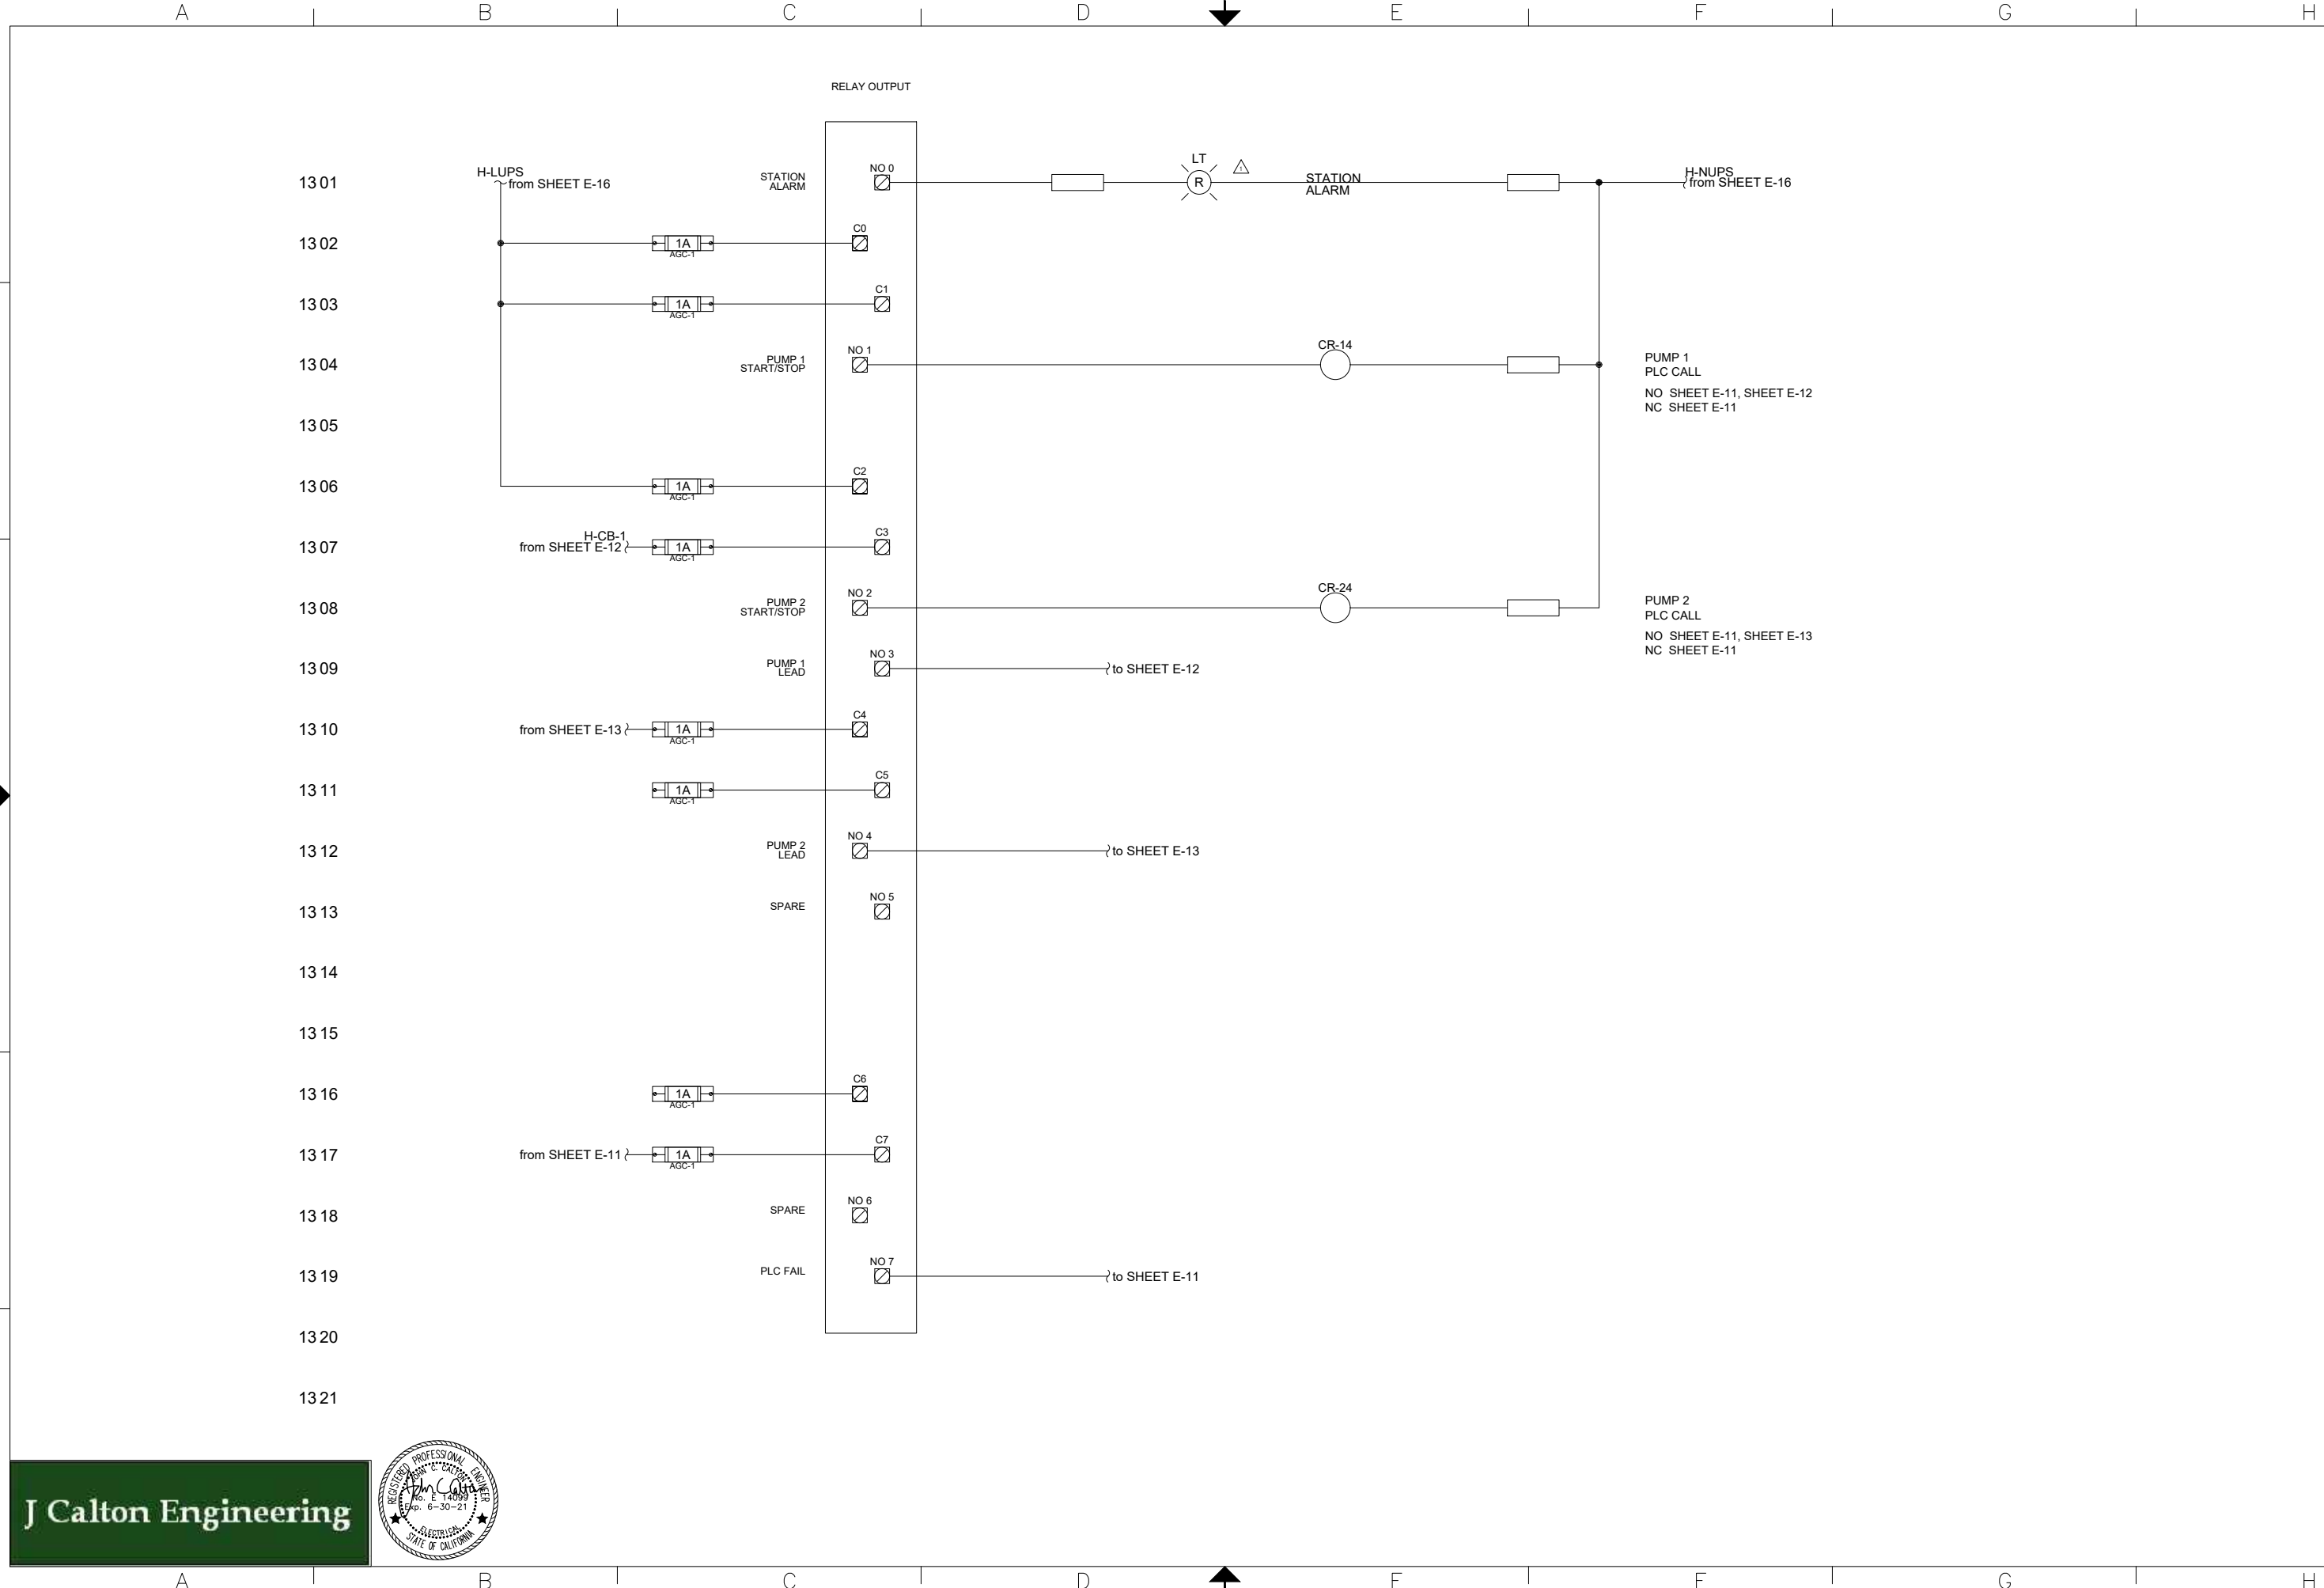 A B C D E F G H
RELAY OUTPUT
1301
H-LUPS
from SHEET E-16
STATION
ALARM
NO 0
LT
R
STATION
ALARM
H-NUPS
from SHEET E-16
1302
1A
AGC-1
C0
1303
1A
AGC-1
C1
1304
PUMP 1
START/STOP
NO 1
CR-14
PUMP 1
PLC CALL
NO SHEET E-11, SHEET E-12
NC SHEET E-11
1305
1306
1A
AGC-1
C2
1307
H-CB-1
from SHEET E-12
1A
AGC-1
C3
1308
PUMP 2
START/STOP
NO 2
CR-24
PUMP 2
PLC CALL
NO SHEET E-11, SHEET E-13
NC SHEET E-11
1309
PUMP 1
LEAD
NO 3
to SHEET E-12
1310
from SHEET E-13
1A
AGC-1
C4
1311
1A
AGC-1
C5
1312
PUMP 2
LEAD
NO 4
to SHEET E-13
1313
SPARE
NO 5
1314
1315
1316
1A
AGC-1
C6
1317
from SHEET E-11
1A
AGC-1
C7
1318
SPARE
NO 6
1319
PLC FAIL
NO 7
to SHEET E-11
1320
1321
J Calton Engineering
REGISTERED PROFESSIONAL ENGINEER
JOHN C. CALTON
John C Calton
No. E 14099
Exp. 6-30-21
ELECTRICAL
STATE OF CALIFORNIA
A B C D E F G H